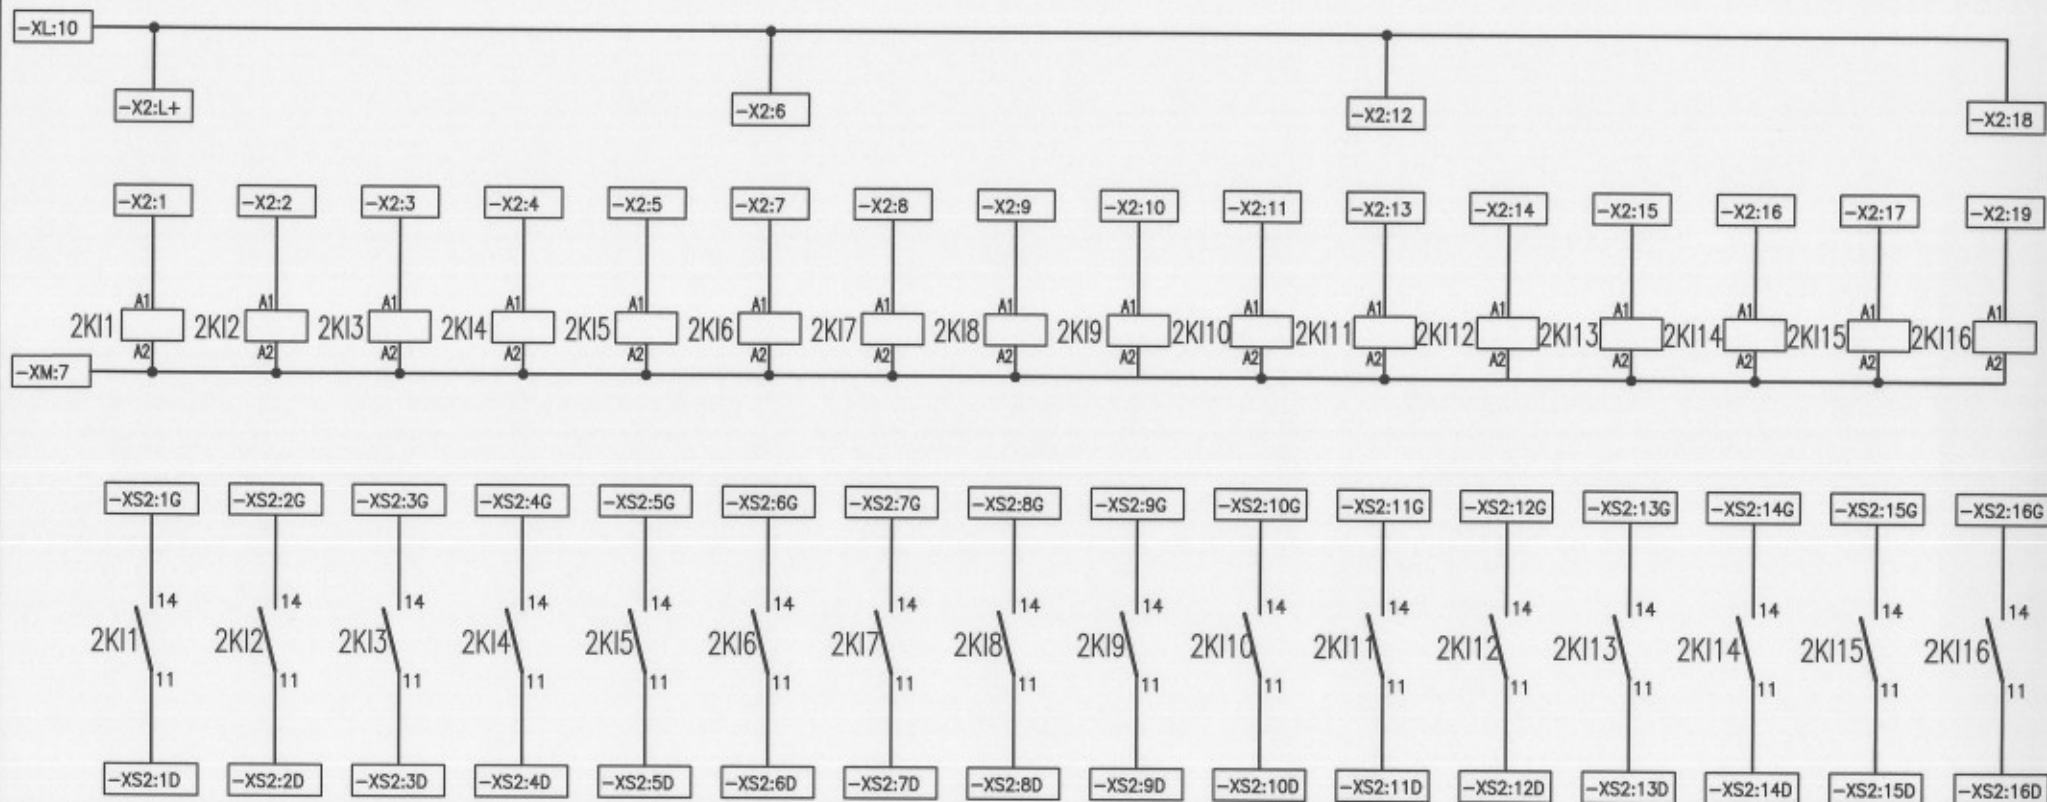 -XL:10
-X2:L+ -X2:6 -X2:12 -X2:18
-X2:1 -X2:2 -X2:3 -X2:4 -X2:5 -X2:7 -X2:8 -X2:9 -X2:10 -X2:11 -X2:13 -X2:14 -X2:15 -X2:16 -X2:17 -X2:19
A1 A1 A1 A1 A1 A1 A1 A1 A1 A1 A1 A1 A1 A1 A1 A1
2KI1 2KI2 2KI3 2KI4 2KI5 2KI6 2KI7 2KI8 2KI9 2KI10 2KI11 2KI12 2KI13 2KI14 2KI15 2KI16
A2 A2 A2 A2 A2 A2 A2 A2 A2 A2 A2 A2 A2 A2 A2 A2
-XM:7
-XS2:1G -XS2:2G -XS2:3G -XS2:4G -XS2:5G -XS2:6G -XS2:7G -XS2:8G -XS2:9G -XS2:10G -XS2:11G -XS2:12G -XS2:13G -XS2:14G -XS2:15G -XS2:16G
14 14 14 14 14 14 14 14 14 14 14 14 14 14 14 14
2KI1 2KI2 2KI3 2KI4 2KI5 2KI6 2KI7 2KI8 2KI9 2KI10 2KI11 2KI12 2KI13 2KI14 2KI15 2KI16
11 11 11 11 11 11 11 11 11 11 11 11 11 11 11 11
-XS2:1D -XS2:2D -XS2:3D -XS2:4D -XS2:5D -XS2:6D -XS2:7D -XS2:8D -XS2:9D -XS2:10D -XS2:11D -XS2:12D -XS2:13D -XS2:14D -XS2:15D -XS2:16D